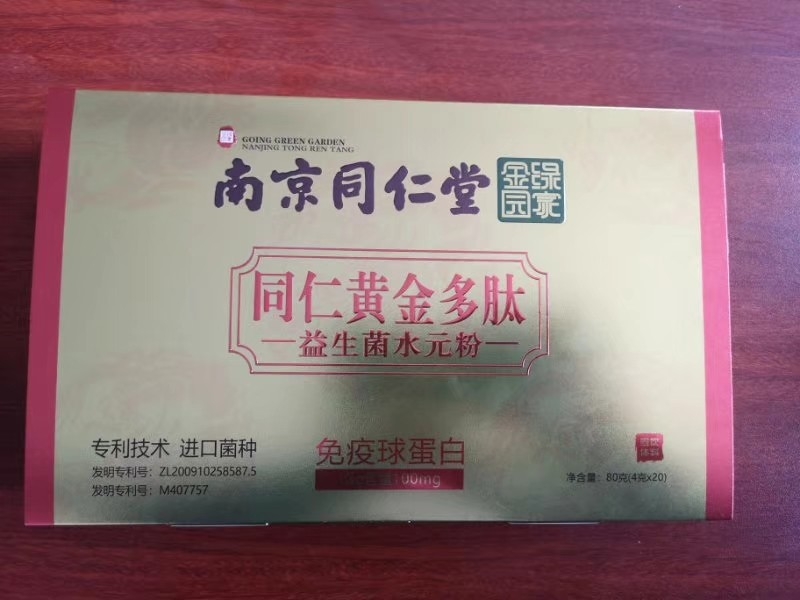 GOING GREEN GARDEN
NANJING TONG REN TANG
南京同仁堂
绿金家园
同仁黄金多肽
益生菌水元粉
专利技术 进口菌种
发明专利号：ZL200910258587.5
发明专利号：M407757
免疫球蛋白
100mg
净含量：80克(4克x20)